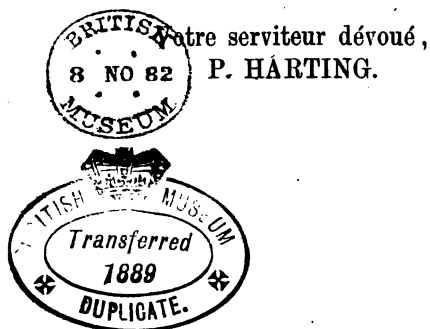 Votre serviteur dévoué,
P. HARTING.
BRITISH
8 NO 82
MUSEUM
BRITISH MUSEUM
Transferred
1889
DUPLICATE.